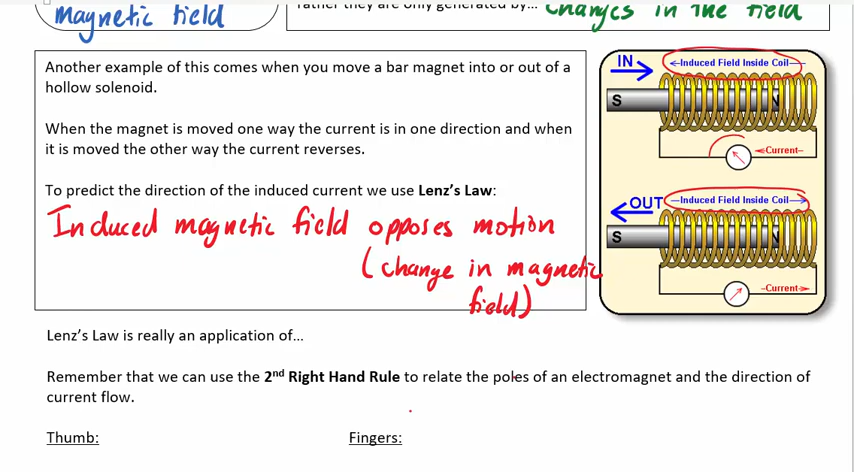 Magnetic field
rather they are only generated by... Changes in the field
Another example of this comes when you move a bar magnet into or out of a
hollow solenoid.
When the magnet is moved one way the current is in one direction and when
it is moved the other way the current reverses.
To predict the direction of the induced current we use Lenz's Law:
Induced magnetic field opposes motion
(change in magnetic
field)
IN
Induced Field Inside Coil
S
N
Current
OUT
Induced Field Inside Coil
S
N
Current
Lenz's Law is really an application of...
Remember that we can use the 2nd Right Hand Rule to relate the poles of an electromagnet and the direction of
current flow.
Thumb: Fingers: